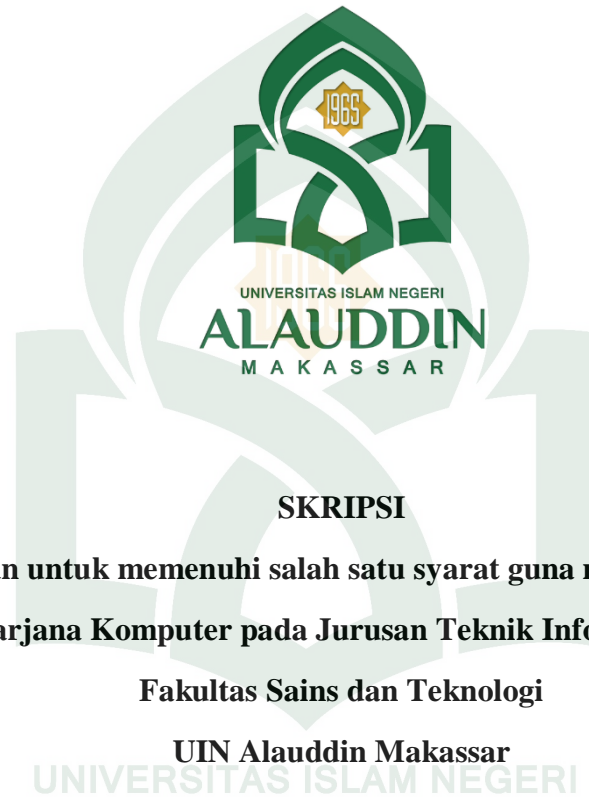 1965
UNIVERSITAS ISLAM NEGERI
ALAUDDIN
MAKASSAR
SKRIPSI
untuk memenuhi salah satu syarat guna
Komputer pada Jurusan Teknik
Fakultas Sains dan Teknologi
UIN Alauddin Makassar
UNIVERSITAS ISLAM NEGERI